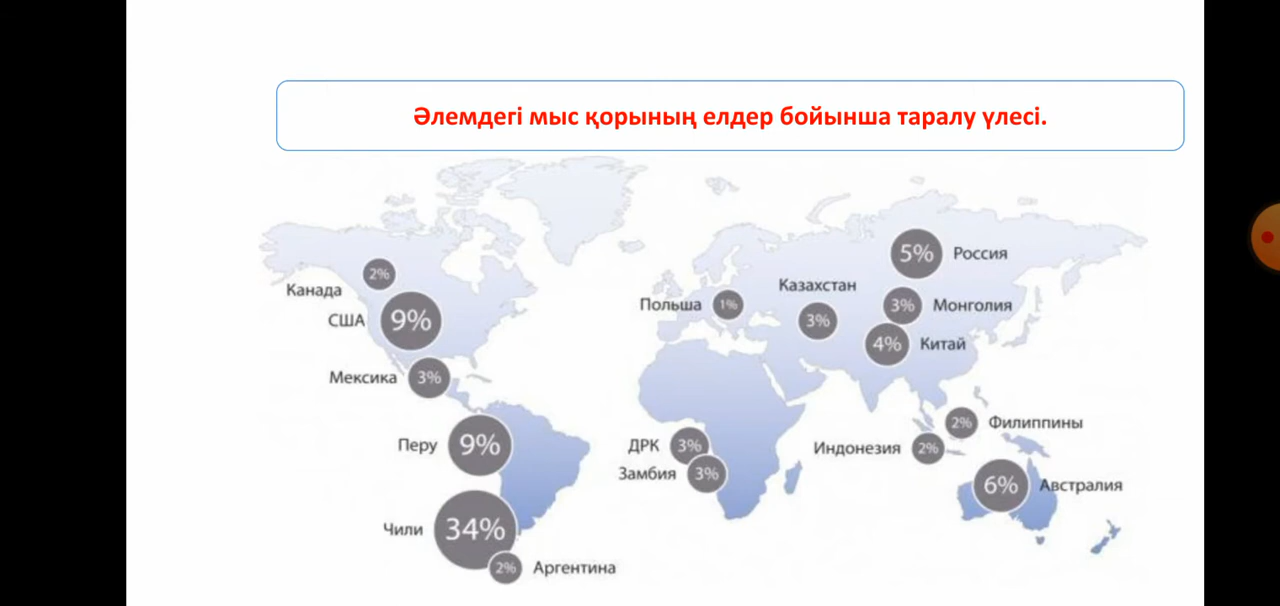 Әлемдегі мыс қорының елдер бойынша таралу үлесі.
5%
Россия
2%
Канада
Казахстан
3%
Польша
1%
3%
Монголия
США
9%
4%
Китай
Мексика
3%
2%
Филиппины
Перу
9%
ДРК
3%
Индонезия
2%
Замбия
3%
6%
Австралия
Чили
34%
2%
Аргентина